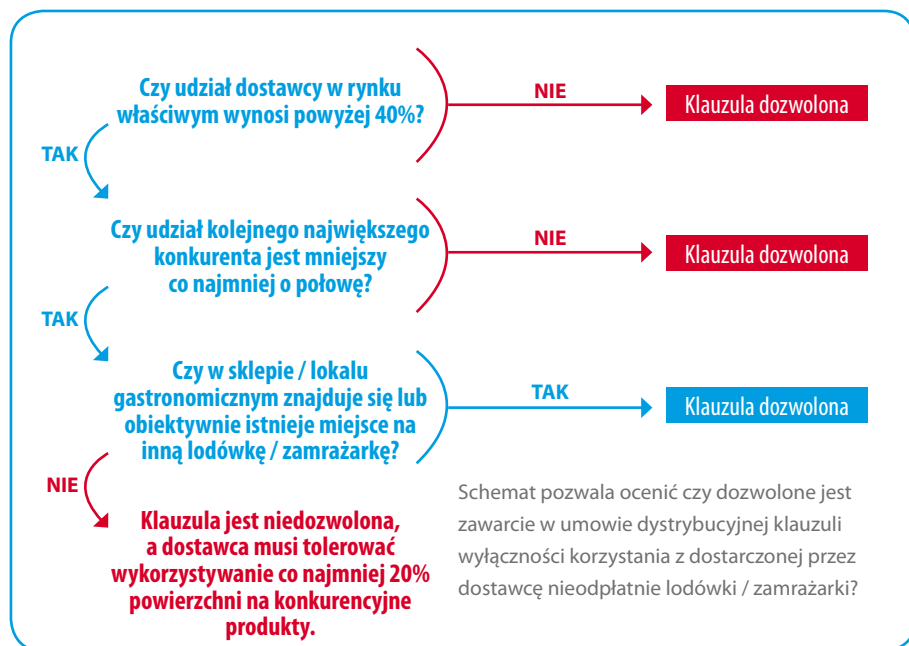 Czy udział dostawcy w rynku
właściwym wynosi powyżej 40%?
NIE
Klauzula dozwolona
TAK
Czy udział kolejnego największego
konkurenta jest mniejszy
co najmniej o połowę?
NIE
Klauzula dozwolona
TAK
Czy w sklepie / lokalu
gastronomicznym znajduje się lub
obiektywnie istnieje miejsce na
inną lodówkę / zamrażarkę?
TAK
Klauzula dozwolona
NIE
Klauzula jest niedozwolona,
a dostawca musi tolerować
wykorzystywanie co najmniej 20%
powierzchni na konkurencyjne
produkty.
Schemat pozwala ocenić czy dozwolone jest
zawarcie w umowie dystrybucyjnej klauzuli
wyłączności korzystania z dostarczonej przez
dostawcę nieodpłatnie lodówki / zamrażarki?